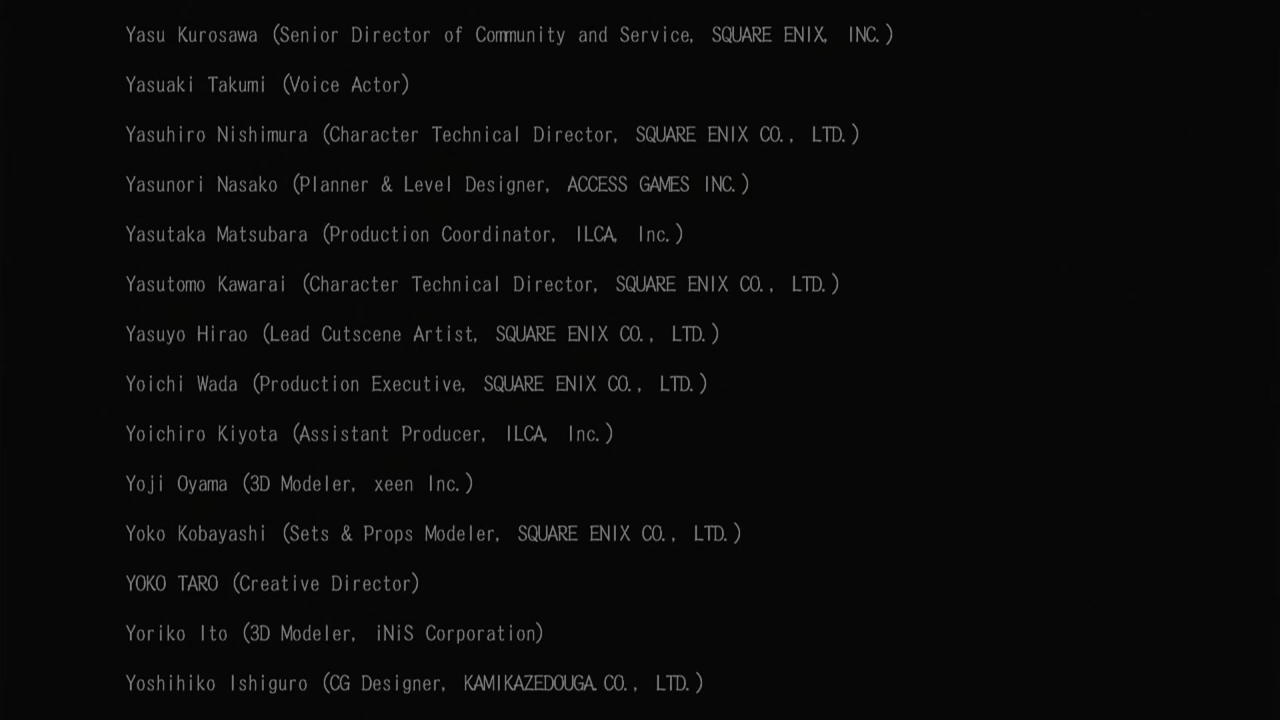 Yasu Kurosawa (Senior Director of Community and Service, SQUARE ENIX, INC.)
Yasuaki Takumi (Voice Actor)
Yasuhiro Nishimura (Character Technical Director, SQUARE ENIX CO., LTD.)
Yasunori Nasako (Planner & Level Designer, ACCESS GAMES INC.)
Yasutaka Matsubara (Production Coordinator, ILCA, Inc.)
Yasutomo Kawarai (Character Technical Director, SQUARE ENIX CO., LTD.)
Yasuyo Hirao (Lead Cutscene Artist, SQUARE ENIX CO., LTD.)
Yoichi Wada (Production Executive, SQUARE ENIX CO., LTD.)
Yoichiro Kiyota (Assistant Producer, ILCA, Inc.)
Yoji Oyama (3D Modeler, xeen Inc.)
Yoko Kobayashi (Sets & Props Modeler, SQUARE ENIX CO., LTD.)
YOKO TARO (Creative Director)
Yoriko Ito (3D Modeler, iNiS Corporation)
Yoshihiko Ishiguro (CG Designer, KAMIKAZEDOUGA.CO., LTD.)